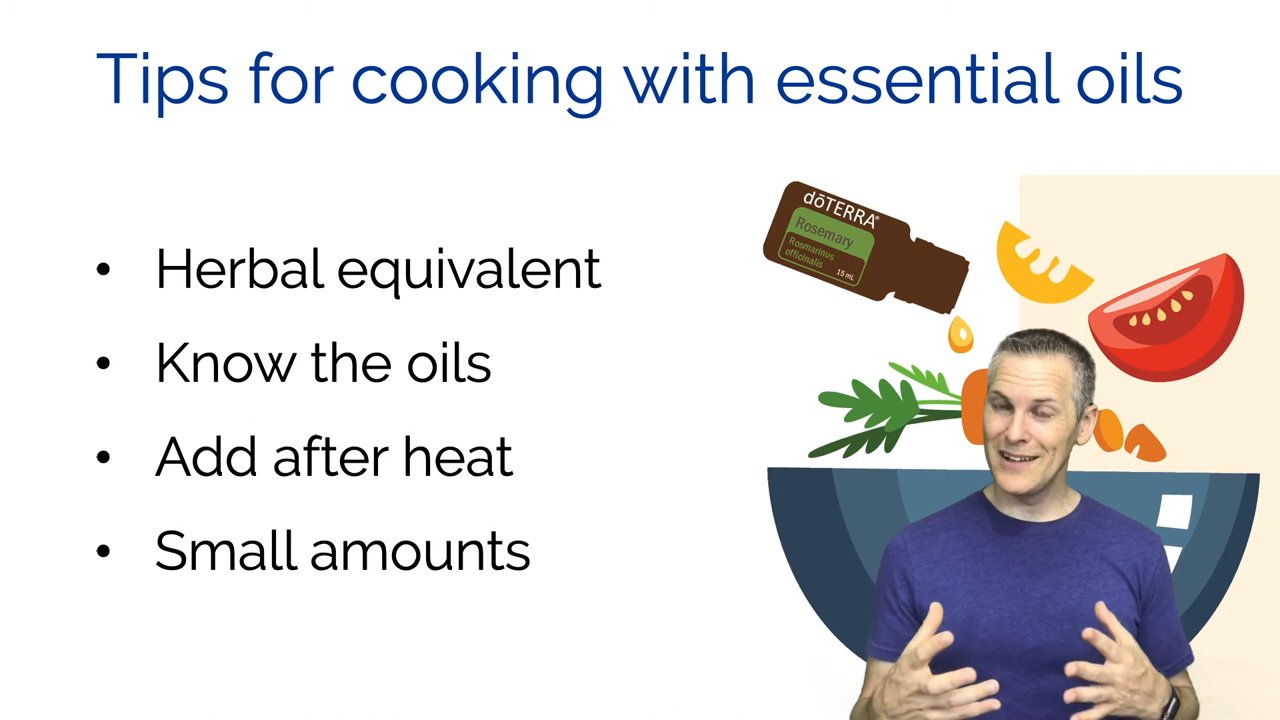 Tips for cooking with essential oils
• Herbal equivalent
• Know the oils
• Add after heat
• Small amounts
dōTERRA®
Rosemary
Rosmarinus
officinalis
15 mL